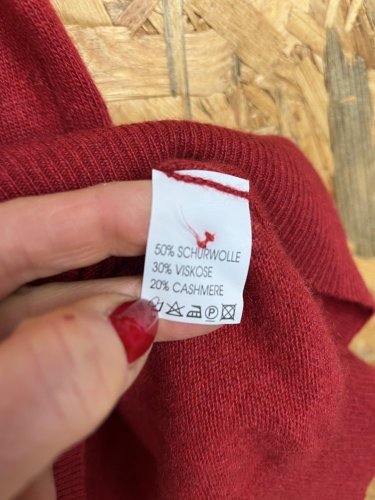 50% SCHURWOLLE
30% VISKOSE
20% CASHMERE
P